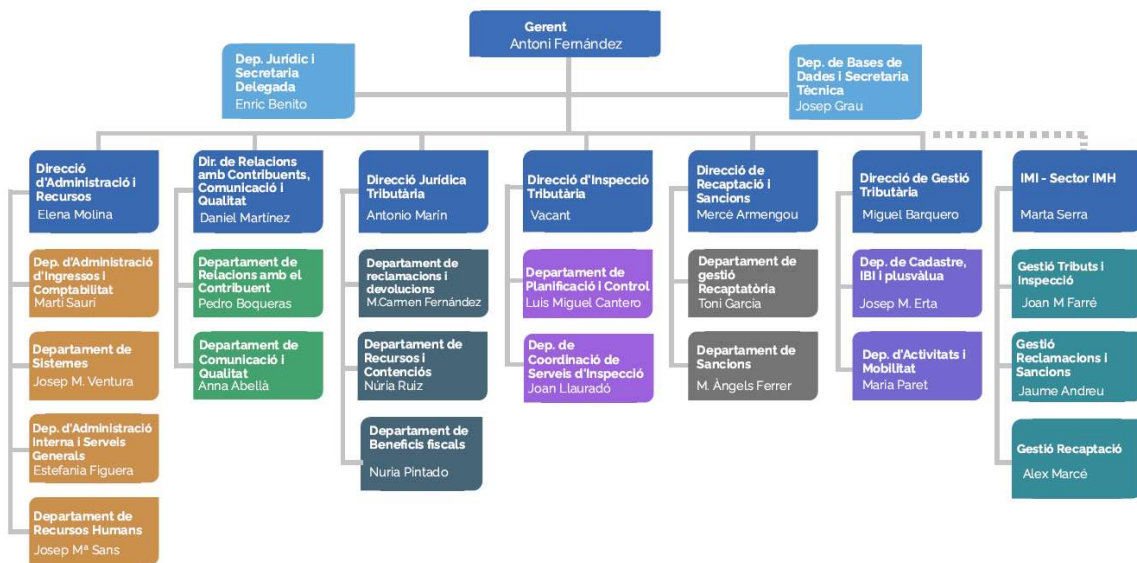 Gerent
Antoni Fernández
Dep. Jurídic i
Secretaria
Delegada
Enric Benito
Dep. de Bases de
Dades i Secretaria
Tècnica
Josep Grau
Direcció
d'Administració i
Recursos
Elena Molina
Dir. de Relacions
amb Contribuents,
Comunicació i
Qualitat
Daniel Martínez
Direcció Jurídica
Tributària
Antonio Marín
Direcció d'Inspecció
Tributària
Vacant
Direcció de
Recaptació i
Sancions
Mercè Armengou
Direcció de Gestió
Tributària
Miguel Barquero
IMI - Sector IMH
Marta Serra
Dep. d'Administració
d'Ingressos i
Comptabilitat
Martí Saurí
Departament de
Relacions amb el
Contribuent
Pedro Boqueras
Departament de
reclamacions i
devolucions
M.Carmen Fernández
Departament de
Planificació i Control
Luis Miguel Cantero
Departament de
gestió
Recaptatòria
Toni García
Dep. de Cadastre,
IBI i plusvàlua
Josep M. Erta
Gestió Tributs i
Inspecció
Joan M Farré
Departament de
Sistemes
Josep M. Ventura
Departament de
Comunicació i
Qualitat
Anna Abellà
Departament de
Recursos i
Contenciós
Núria Ruiz
Dep. de
Coordinació de
Serveis d'Inspecció
Joan Llauradó
Departament de
Sancions
M. Àngels Ferrer
Dep. d'Activitats i
Mobilitat
Maria Paret
Gestió
Reclamacions i
Sancions
Jaume Andreu
Dep. d'Administració
Interna i Serveis
Generals
Estefania Figuera
Departament de
Beneficis fiscals
Nuria Pintado
Gestió Recaptació
Alex Marcé
Departament de
Recursos Humans
Josep Mª Sans